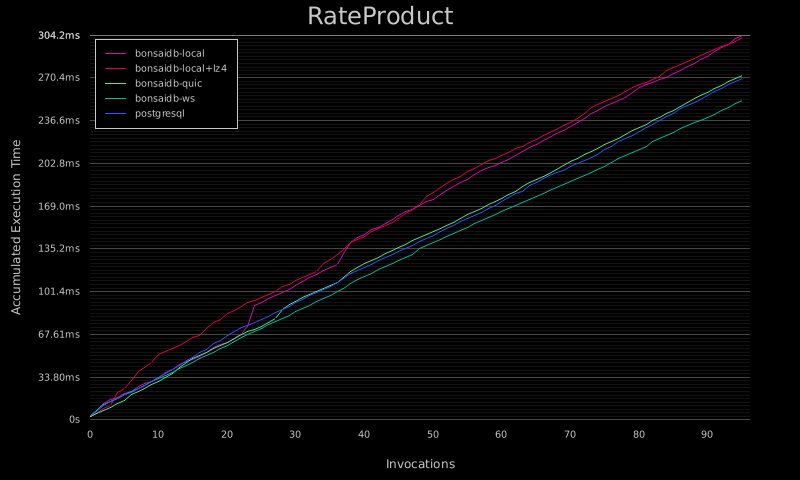 RateProduct
304.2ms
270.4ms
236.6ms
202.8ms
169.0ms
135.2ms
101.4ms
67.61ms
33.80ms
0s
bonsaidb-local
bonsaidb-local+lz4
bonsaidb-quic
bonsaidb-ws
postgresql
Accumulated Execution Time
0 10 20 30 40 50 60 70 80 90
Invocations